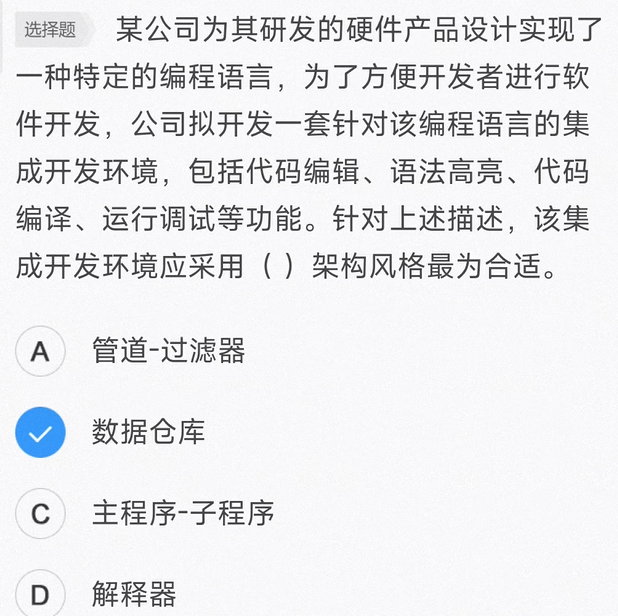 选择题 某公司为其研发的硬件产品设计实现了
一种特定的编程语言，为了方便开发者进行软
件开发，公司拟开发一套针对该编程语言的集
成开发环境，包括代码编辑、语法高亮、代码
编译、运行调试等功能。针对上述描述，该集
成开发环境应采用（ ）架构风格最为合适。
A 管道-过滤器
数据仓库
C 主程序-子程序
D 解释器